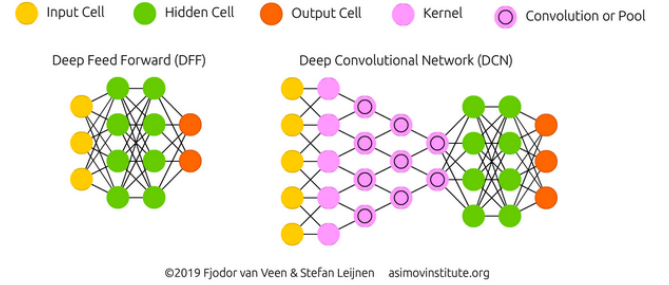 Input Cell Hidden Cell Output Cell Kernel Convolution or Pool
Deep Feed Forward (DFF) Deep Convolutional Network (DCN)
©2019 Fjodor van Veen & Stefan Leijnen asimovinstitute.org